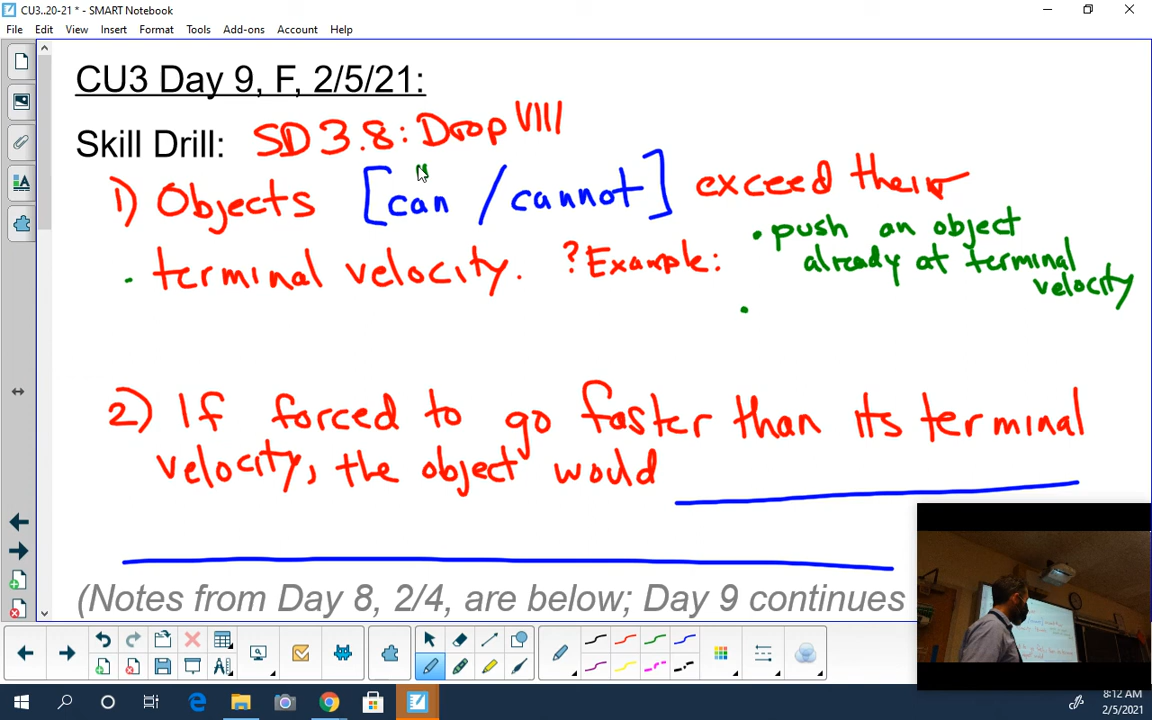 CU3..20-21 * - SMART Notebook
File Edit View Insert Format Tools Add-ons Account Help
CU3 Day 9, F, 2/5/21:
Skill Drill: SD 3.8: Drop VIII
1) Objects [can / cannot] exceed their
terminal velocity. ? Example:
• push an object
already at terminal
velocity
2) If forced to go faster than its terminal
velocity, the object would
(Notes from Day 8, 2/4, are below; Day 9 continues
8:12 AM
2/5/2021